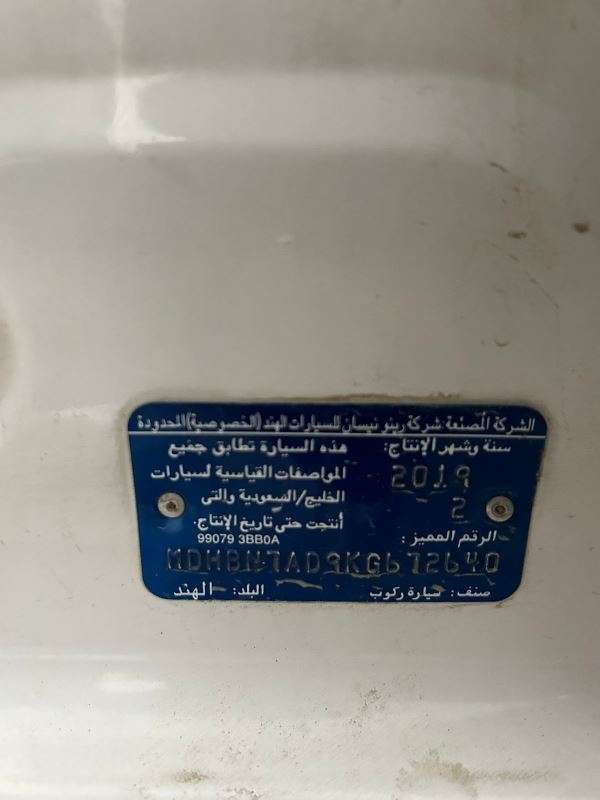 الشركة المصنعة شركة رينو نيسان للسيارات الهند (الخصوصية) المحدودة
سنة وشهر الإنتاج:
2019
2
هذه السيارة تطابق جميع
المواصفات القياسية لسيارات
الخليج/السعودية والتى
أنتجت حتى تاريخ الإنتاج.
الرقم المميز :
99079 3BB0A
MDHBN7AD9KG672640
صنف: سيارة ركوب
البلد: الهند